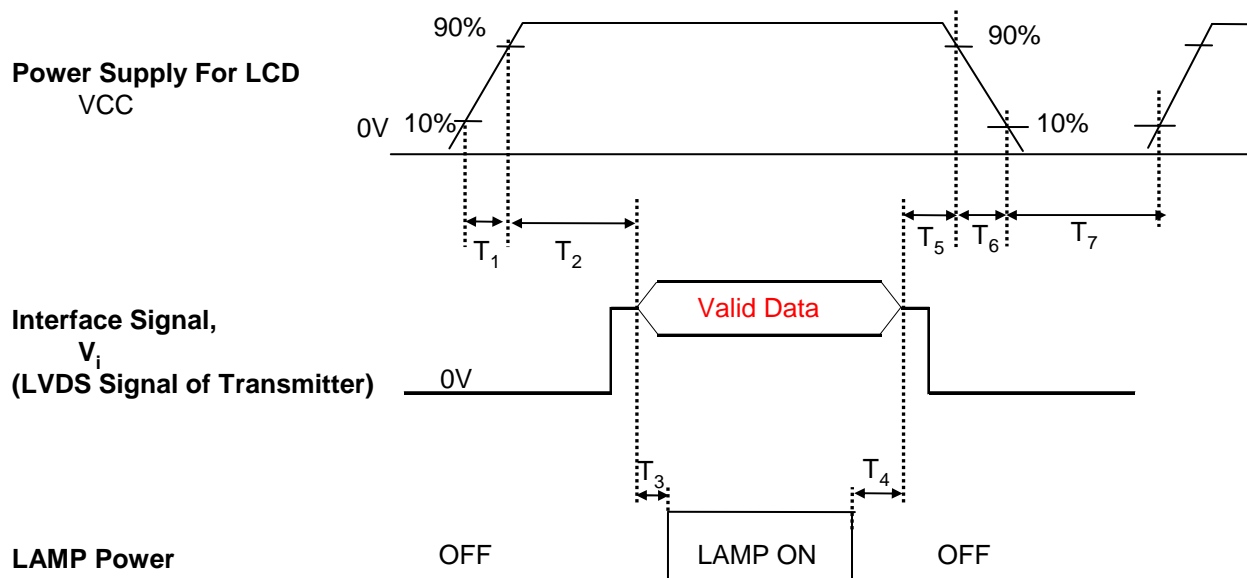 90%
90%
Power Supply For LCD
VCC
0V
10%
10%
T1
T2
T5
T6
T7
Valid Data
Interface Signal,
Vi
(LVDS Signal of Transmitter)
0V
T3
T4
LAMP Power
OFF
LAMP ON
OFF